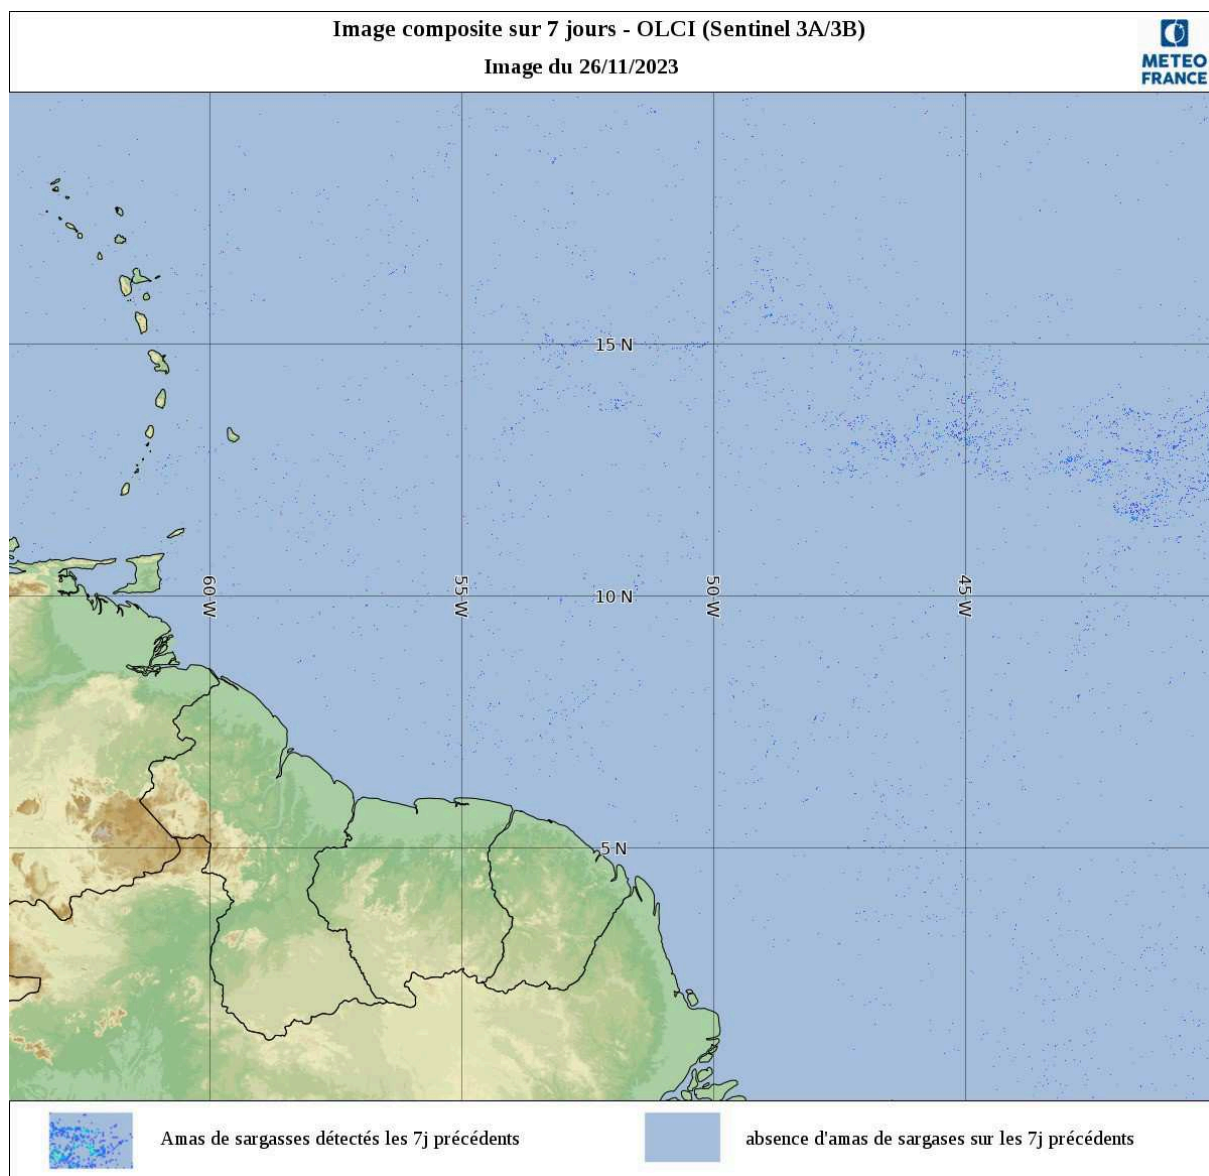 Image composite sur 7 jours - OLCI (Sentinel 3A/3B)
Image du 26/11/2023
METEO
FRANCE
15 N
60 W
55 W
10 N
50 W
45 W
5 N
Amas de sargasses détectés les 7j précédents
absence d'amas de sargases sur les 7j précédents